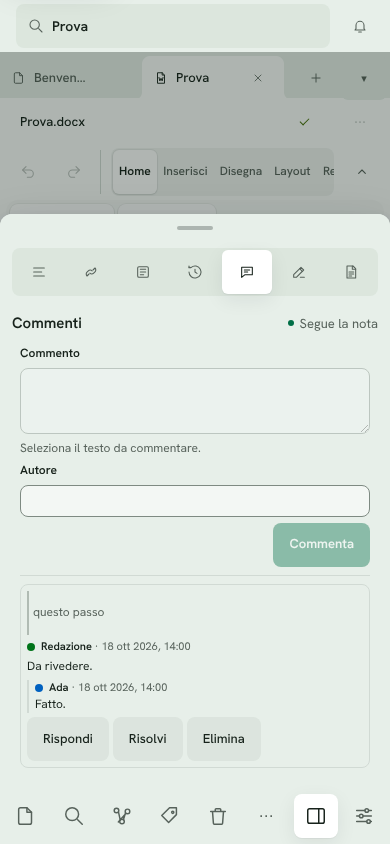 Prova
Benven...
Prova
Prova.docx
Home Inserisci Disegna Layout Re
Commenti
Segue la nota
Commento
Seleziona il testo da commentare.
Autore
Commenta
questo passo
Redazione · 18 ott 2026, 14:00
Da rivedere.
Ada · 18 ott 2026, 14:00
Fatto.
Rispondi Risolvi Elimina